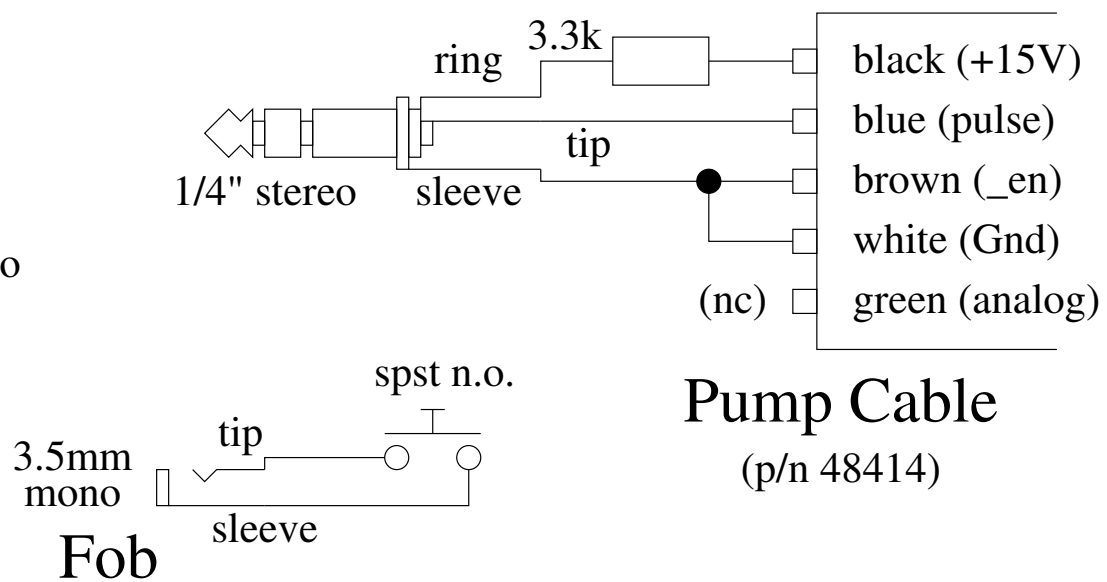 3.3k
ring
black (+15V)
blue (pulse)
tip
1/4" stereo
sleeve
brown (_en)
white (Gnd)
o
(nc)
green (analog)
spst n.o.
Pump Cable
(p/n 48414)
tip
3.5mm
mono
sleeve
Fob